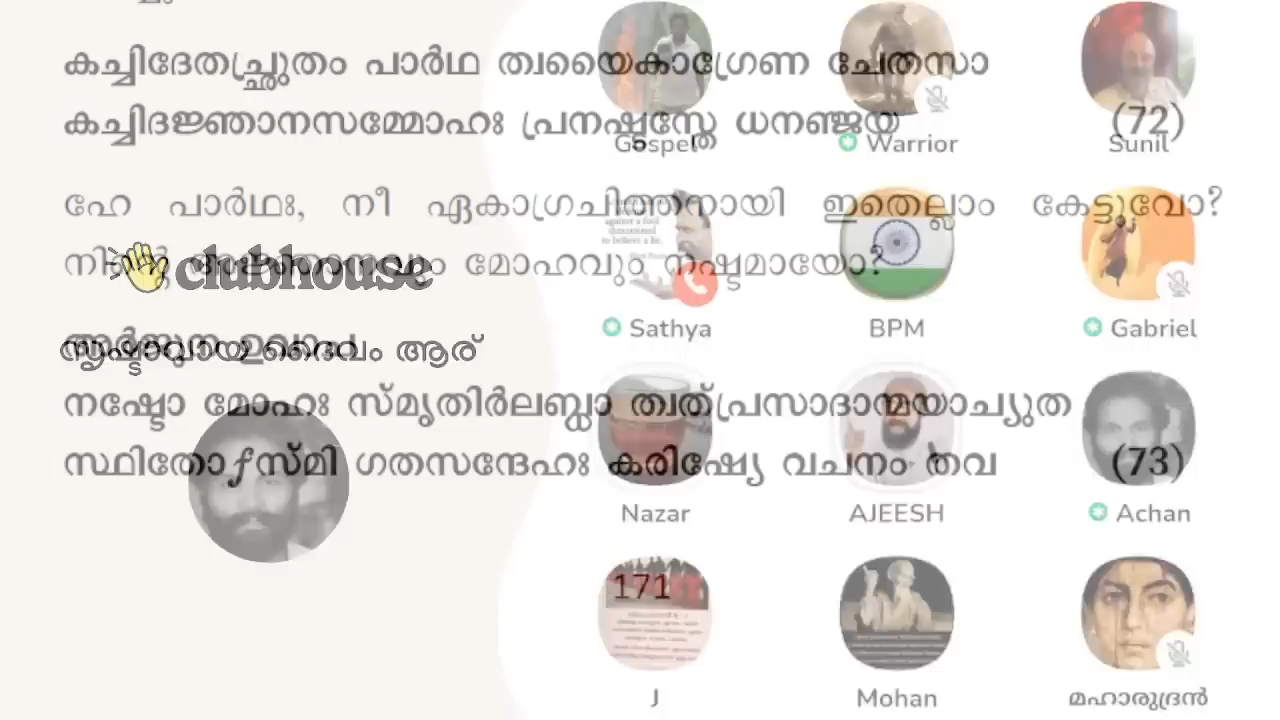 കച്ചിദേതച്ഛ്രുതം പാർഥ ത്വയൈകാഗ്രേണ ചേതസാ
കച്ചിദജ്ഞാനസമ്മോഹഃ പ്രനഷ്ടസ്തേ ധനഞ്ജയ (72)
Gospel Warrior Sunil
ഹേ പാർഥഃ, നീ ഏകാഗ്രചിത്തനായി ഇതെല്ലാം കേട്ടുവോ?
മോഹവും നഷ്ടമായോ?
clubhouse
Sathya BPM Gabriel
സൃഷ്ടാവായ ദൈവം ആര്
നഷ്ടോ മോഹഃ സ്മൃതിർലബ്ധാ ത്വത്പ്രസാദാന്മയാച്യുത
സ്ഥിതോƒസ്മി ഗതസന്ദേഹഃ കരിഷ്യേ വചനം തവ (73)
Nazar AJEESH Achan
171
J Mohan മഹാരുദ്രൻ